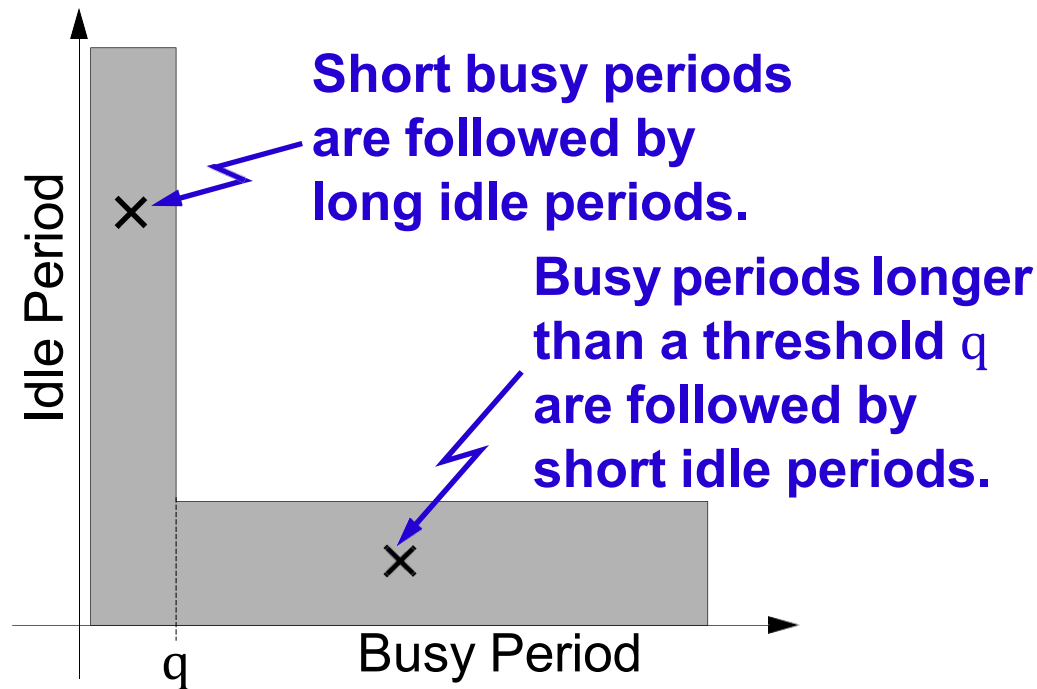 Short busy periods
are followed by
long idle periods.
Busy periods longer
than a threshold q
are followed by
short idle periods.
Idle Period
Busy Period
q